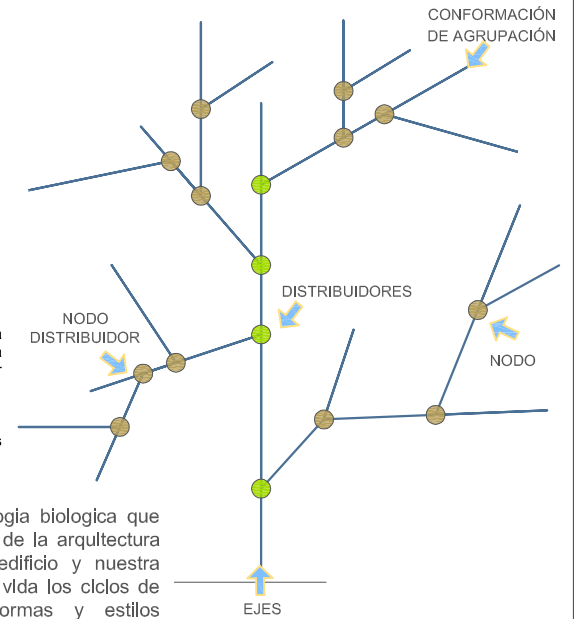 CONFORMACIÓN
DE AGRUPACIÓN
DISTRIBUIDORES
NODO
DISTRIBUIDOR
NODO
ogia biologica que
de la arquitectura
edificio y nuestra
vida los ciclos de
ormas y estilos
EJES